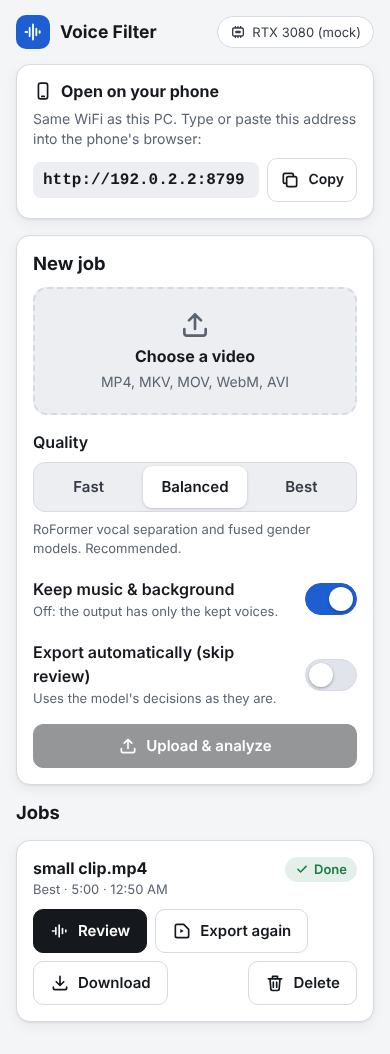 Voice Filter
RTX 3080 (mock)
Open on your phone
Same WiFi as this PC. Type or paste this address
into the phone's browser:
http://192.0.2.2:8799
Copy
New job
Choose a video
MP4, MKV, MOV, WebM, AVI
Quality
Fast
Balanced
Best
RoFormer vocal separation and fused gender
models. Recommended.
Keep music & background
Off: the output has only the kept voices.
Export automatically (skip
review)
Uses the model's decisions as they are.
Upload & analyze
Jobs
small clip.mp4
Done
Best · 5:00 · 12:50 AM
Review
Export again
Download
Delete